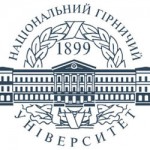 НАЦІОНАЛЬНИЙ ГІРНИЧИЙ
1899
УНІВЕРСИТЕТ